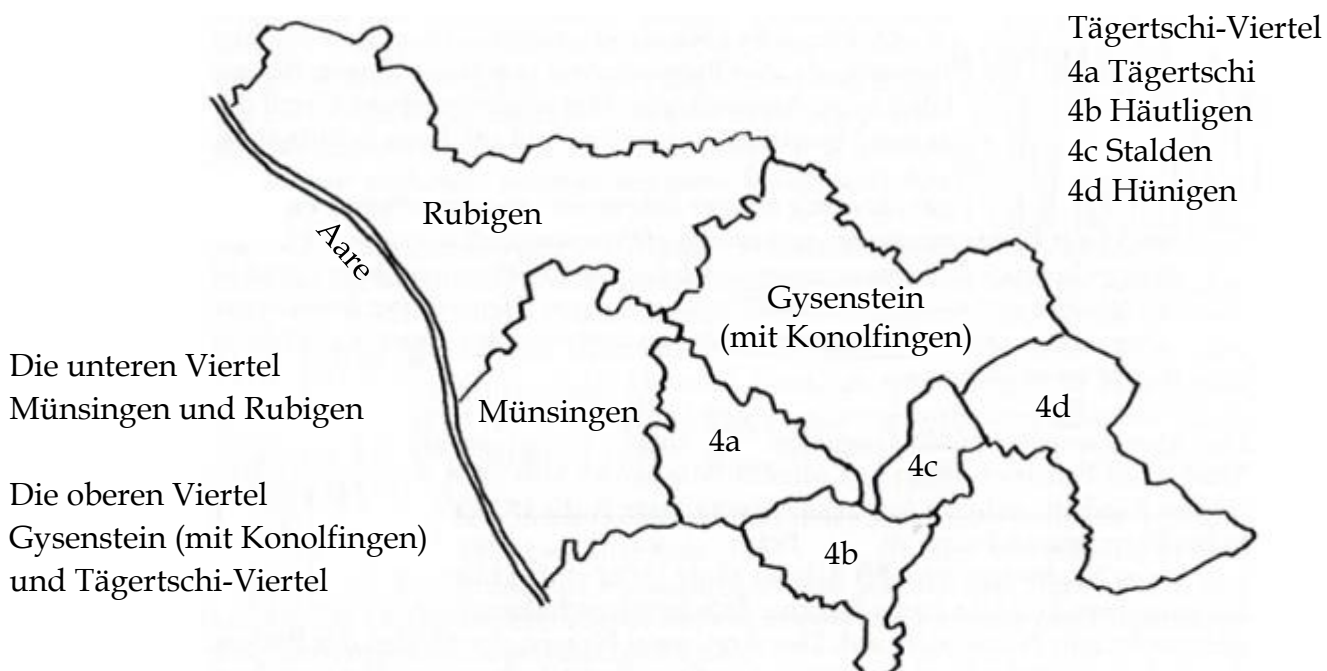 Tägertschi-Viertel
4a Tägertschi
4b Häutligen
4c Stalden
4d Hünigen
Rubigen
Aare
Gysenstein
(mit Konolfingen)
Die unteren Viertel
Münsingen und Rubigen
Münsingen
4a
4c
4d
4b
Die oberen Viertel
Gysenstein (mit Konolfingen)
und Tägertschi-Viertel